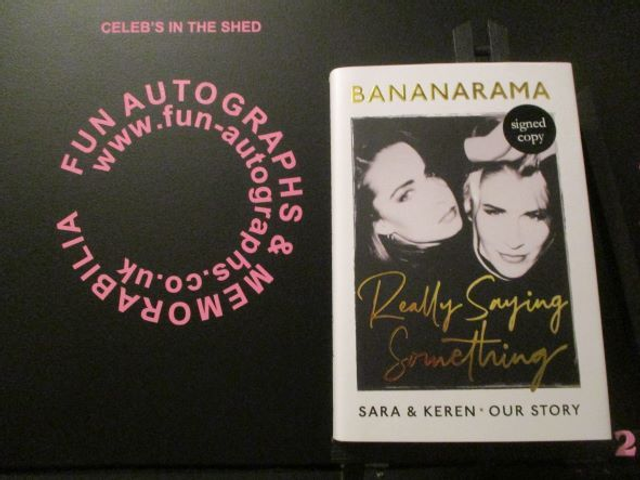 CELEB'S IN THE SHED
FUN AUTOGRAPHS & MEMORABILIA
www.fun-autographs.co.uk
BANANARAMA
signed
copy
Really Saying
Something
SARA & KEREN · OUR STORY
2